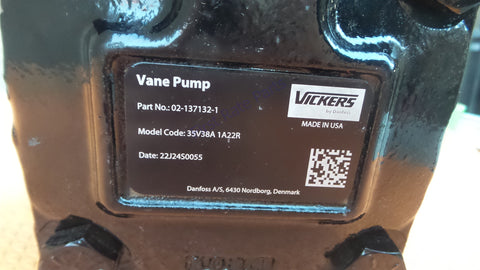 Vane Pump
Part No.: 02-137132-1
VICKERS
by Danfoss
MADE IN USA
Model Code: 35V38A 1A22R
Date: 22J24S0055
Danfoss A/S, 6430 Nordborg, Denmark